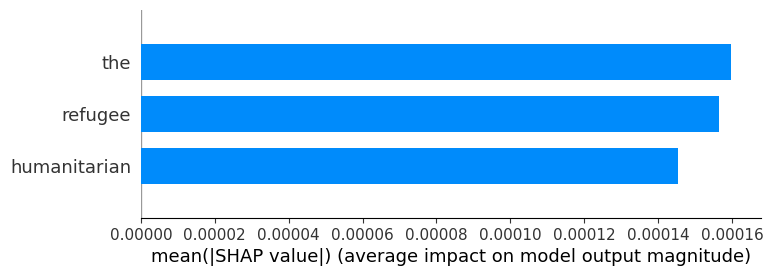 the
refugee
humanitarian
0.00000 0.00002 0.00004 0.00006 0.00008 0.00010 0.00012 0.00014 0.00016
mean(|SHAP value|) (average impact on model output magnitude)